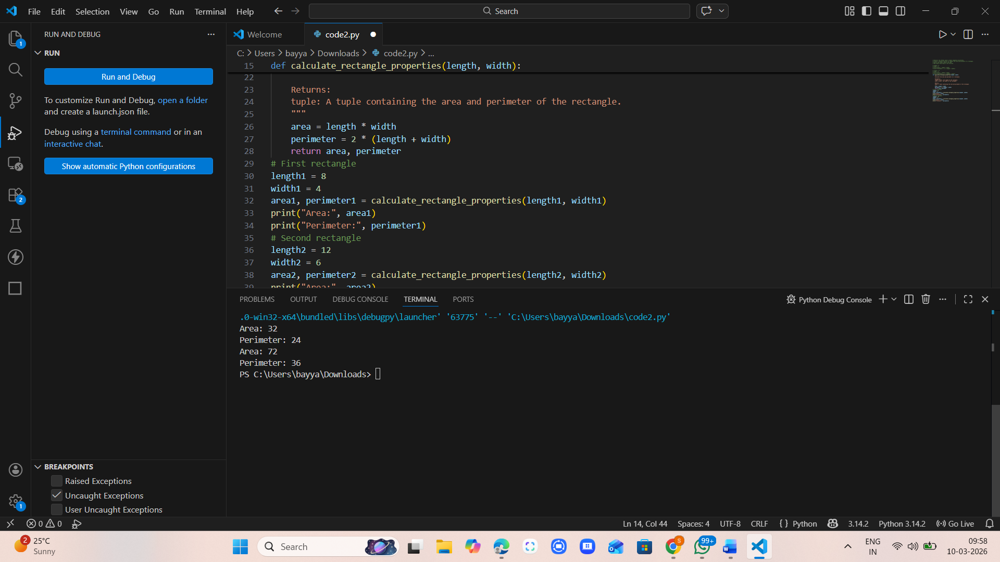 File Edit Selection View Go Run Terminal Help
Search
RUN AND DEBUG
RUN
Run and Debug
To customize Run and Debug, open a folder
and create a launch.json file.
Debug using a terminal command or in an
interactive chat.
Show automatic Python configurations
BREAKPOINTS
Raised Exceptions
Uncaught Exceptions
User Uncaught Exceptions
1
2
1
Welcome
code2.py
C: > Users > bayya > Downloads > code2.py > ...
15 def calculate_rectangle_properties(length, width):
22
23 Returns:
24 tuple: A tuple containing the area and perimeter of the rectangle.
25 """
26 area = length * width
27 perimeter = 2 * (length + width)
28 return area, perimeter
29 # First rectangle
30 length1 = 8
31 width1 = 4
32 area1, perimeter1 = calculate_rectangle_properties(length1, width1)
33 print("Area:", area1)
34 print("Perimeter:", perimeter1)
35 # Second rectangle
36 length2 = 12
37 width2 = 6
38 area2, perimeter2 = calculate_rectangle_properties(length2, width2)
39 print("Area:", area2)
PROBLEMS OUTPUT DEBUG CONSOLE TERMINAL PORTS
Python Debug Console
.0-win32-x64\bundled\libs\debugpy\launcher' '63775' '--' 'C:\Users\bayya\Downloads\code2.py'
Area: 32
Perimeter: 24
Area: 72
Perimeter: 36
PS C:\Users\bayya\Downloads>
0 0
Ln 14, Col 44 Spaces: 4 UTF-8 CRLF {} Python 3.14.2 Python 3.14.2 Go Live
2
25°C
Sunny
Search
S
99+
W
ENG
IN
09:58
10-03-2026